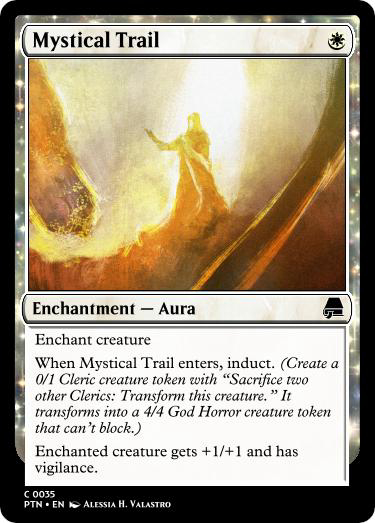 Mystical Trail
Enchantment — Aura
Enchant creature
When Mystical Trail enters, induct. (Create a
0/1 Cleric creature token with “Sacrifice two
other Clerics: Transform this creature.” It
transforms into a 4/4 God Horror creature token
that can’t block.)
Enchanted creature gets +1/+1 and has
vigilance.
C 0035
PTN • EN Alessia H. Valastro